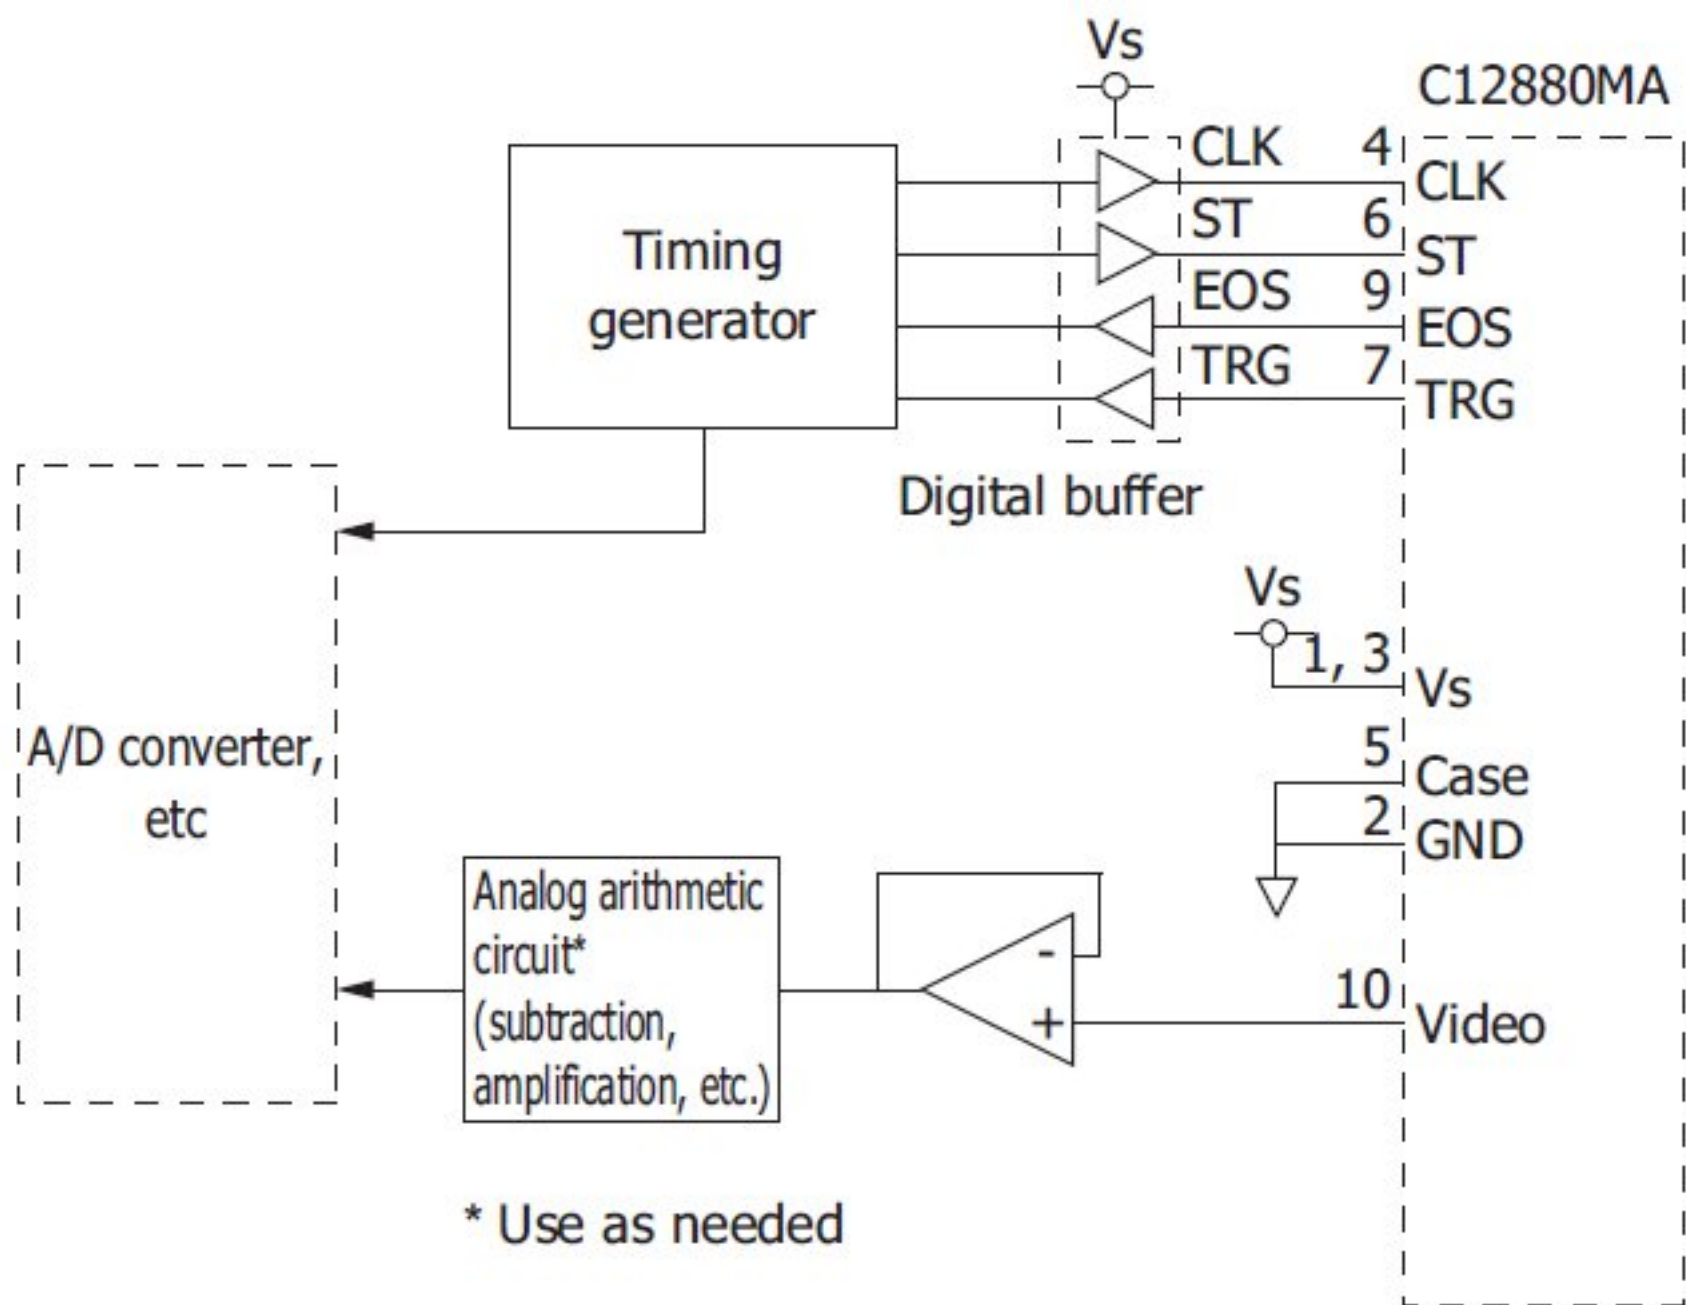 Vs
C12880MA
CLK 4 CLK
ST 6 ST
EOS 9 EOS
TRG 7 TRG
Timing
generator
Digital buffer
Vs
1, 3 Vs
5 Case
2 GND
A/D converter,
etc
Analog arithmetic
circuit*
(subtraction,
amplification, etc.)
-
+
10 Video
* Use as needed